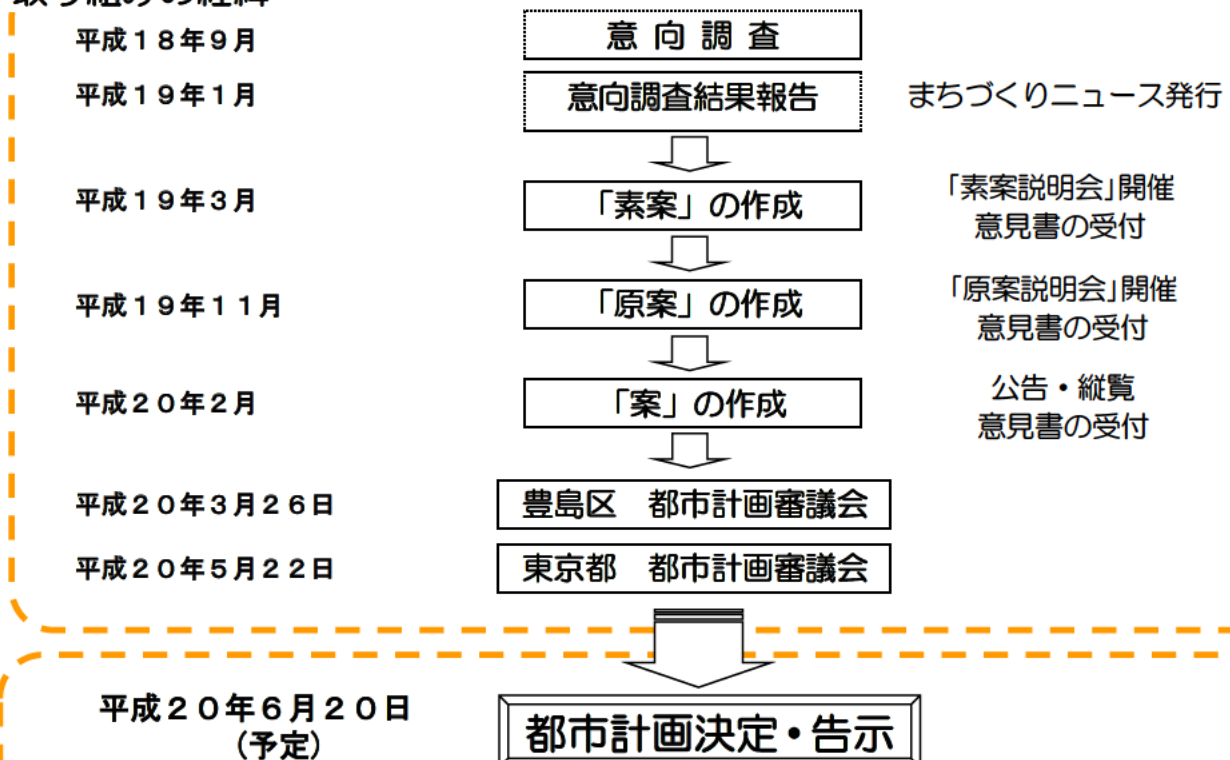 取り組みの経緯
平成18年9月
意向調査
平成19年1月
意向調査結果報告
まちづくりニュース発行
平成19年3月
「素案」の作成
「素案説明会」開催
意見書の受付
平成19年11月
「原案」の作成
「原案説明会」開催
意見書の受付
平成20年2月
「案」の作成
公告・縦覧
意見書の受付
平成20年3月26日
豊島区 都市計画審議会
平成20年5月22日
東京都 都市計画審議会
平成20年6月20日
(予定)
都市計画決定・告示